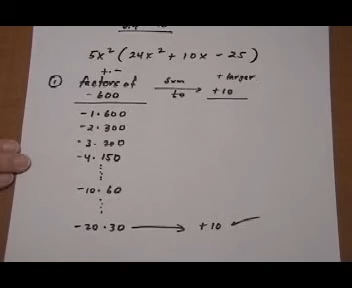 5x² ( 24x² + 10x - 25 )
+ . -
① factors of sum to + larger
- 600 + 10
- 1 · 600
- 2 · 300
- 3 · 200
- 4 · 150
⋮
- 10 · 60
⋮
- 20 · 30 → + 10 ✓